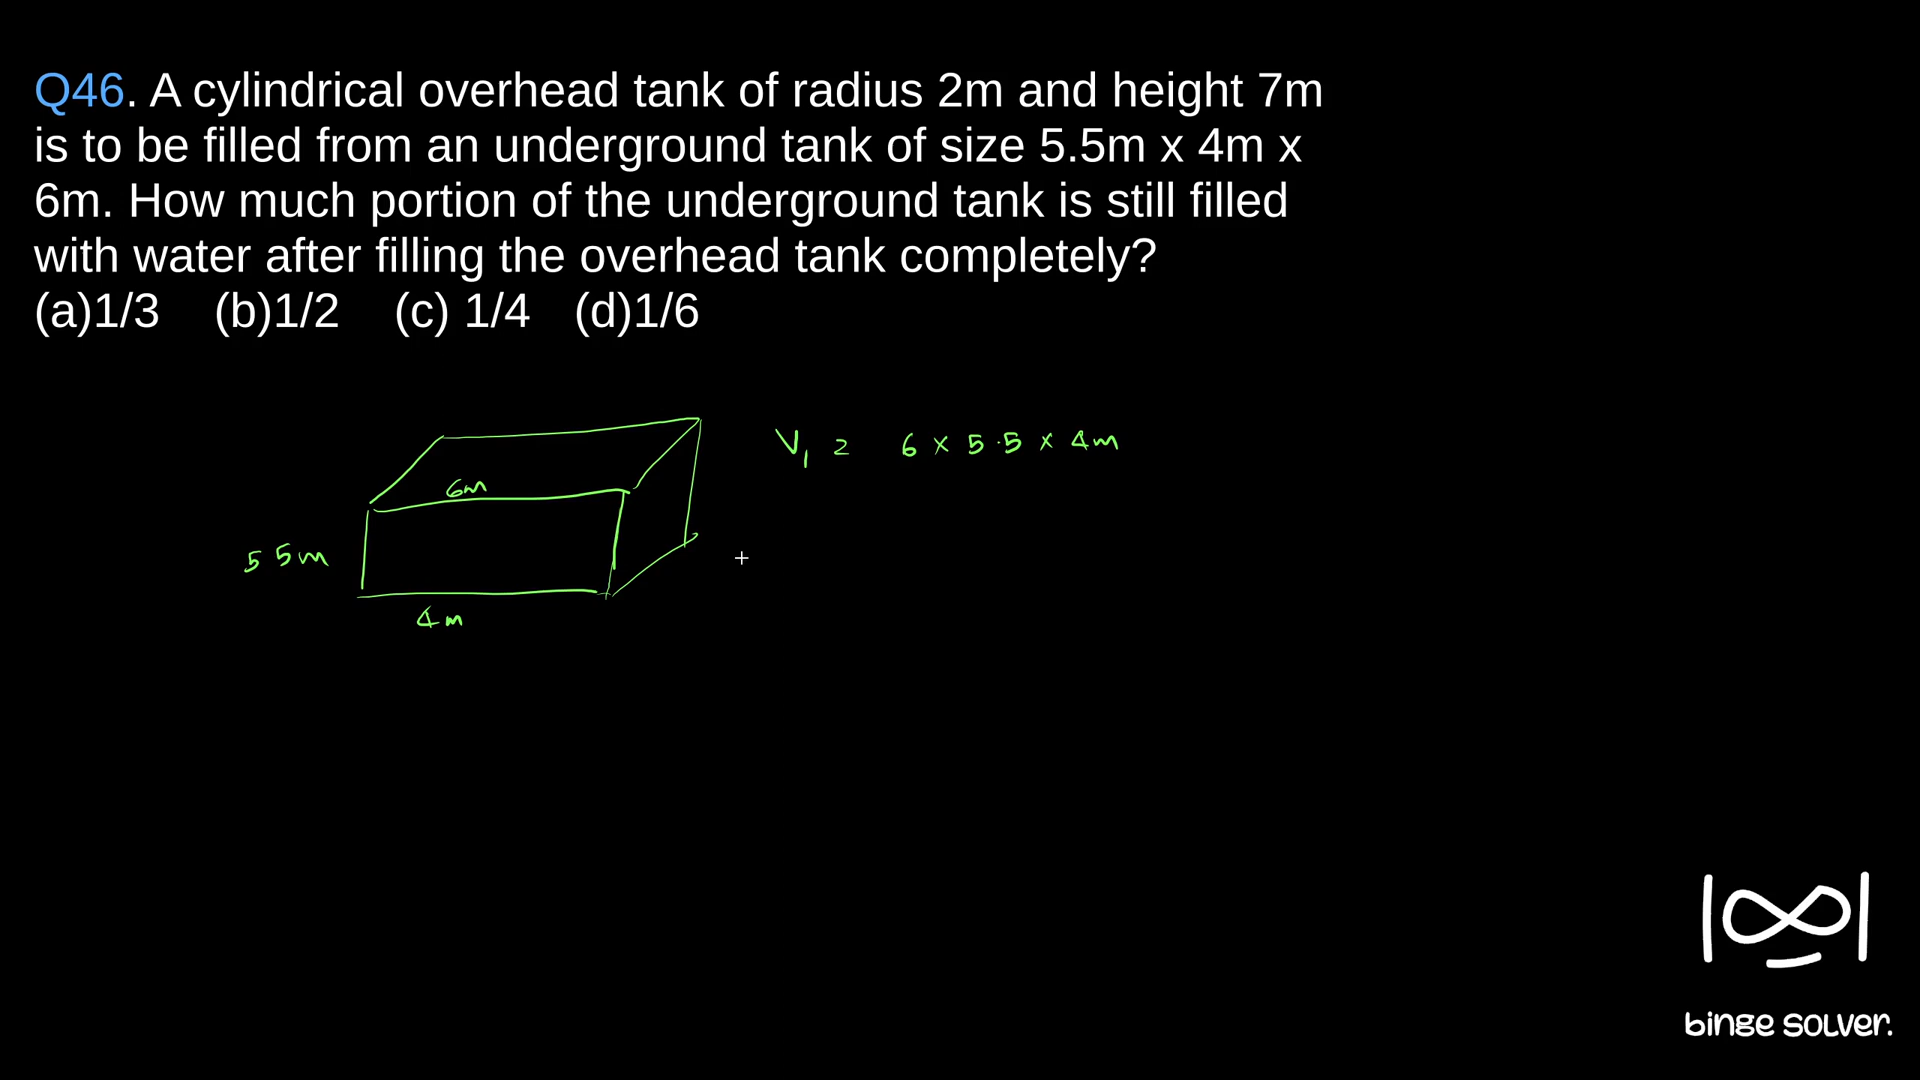 Q46. A cylindrical overhead tank of radius 2m and height 7m
is to be filled from an underground tank of size 5.5m x 4m x
6m. How much portion of the underground tank is still filled
with water after filling the overhead tank completely?
(a)1/3 (b)1/2 (c) 1/4 (d)1/6
V₁ = 6 × 5.5 × 4m
6m
5 5m
4m
binge solver.